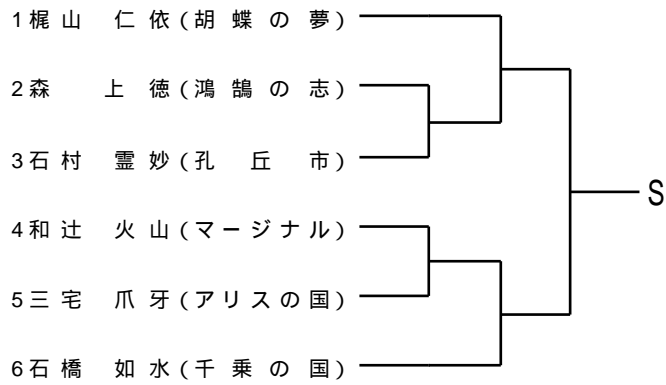 1梶山 仁依(胡蝶の夢)
2森 上徳(鴻鵠の志)
3石村 霊妙(孔丘市)
S
4和辻 火山(マージナル)
5三宅 爪牙(アリスの国)
6石橋 如水(千乗の国)